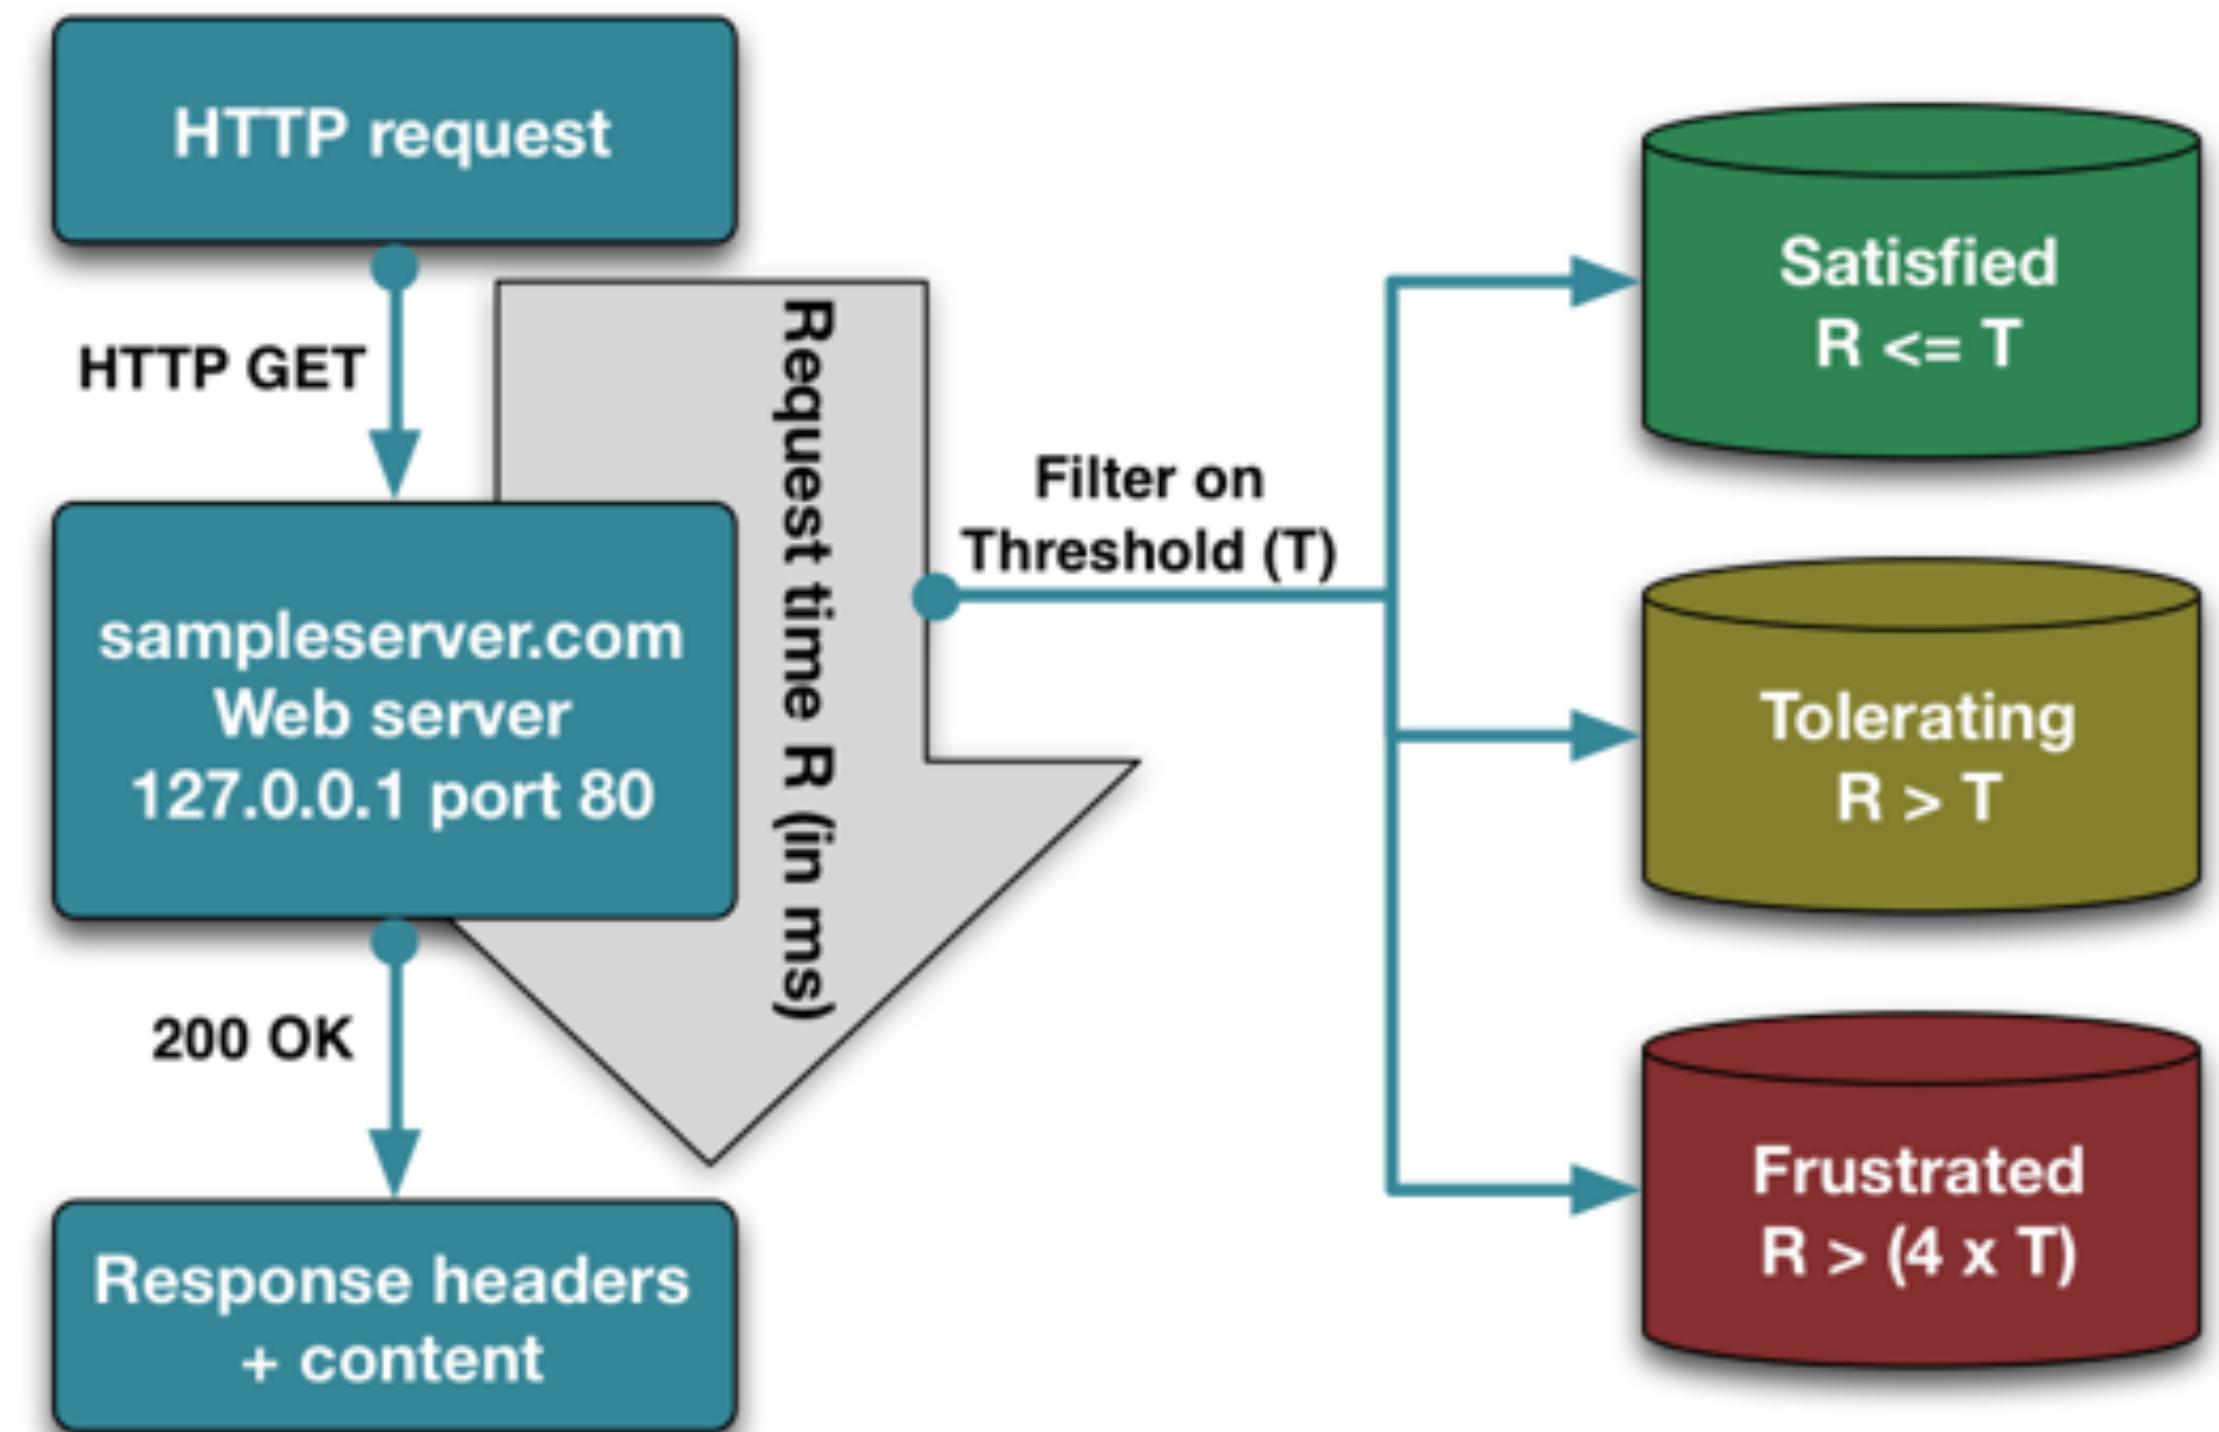 HTTP request
HTTP GET
sampleserver.com
Web server
127.0.0.1 port 80
200 OK
Response headers
+ content
Request time R (in ms)
Filter on
Threshold (T)
Satisfied
R <= T
Tolerating
R > T
Frustrated
R > (4 x T)